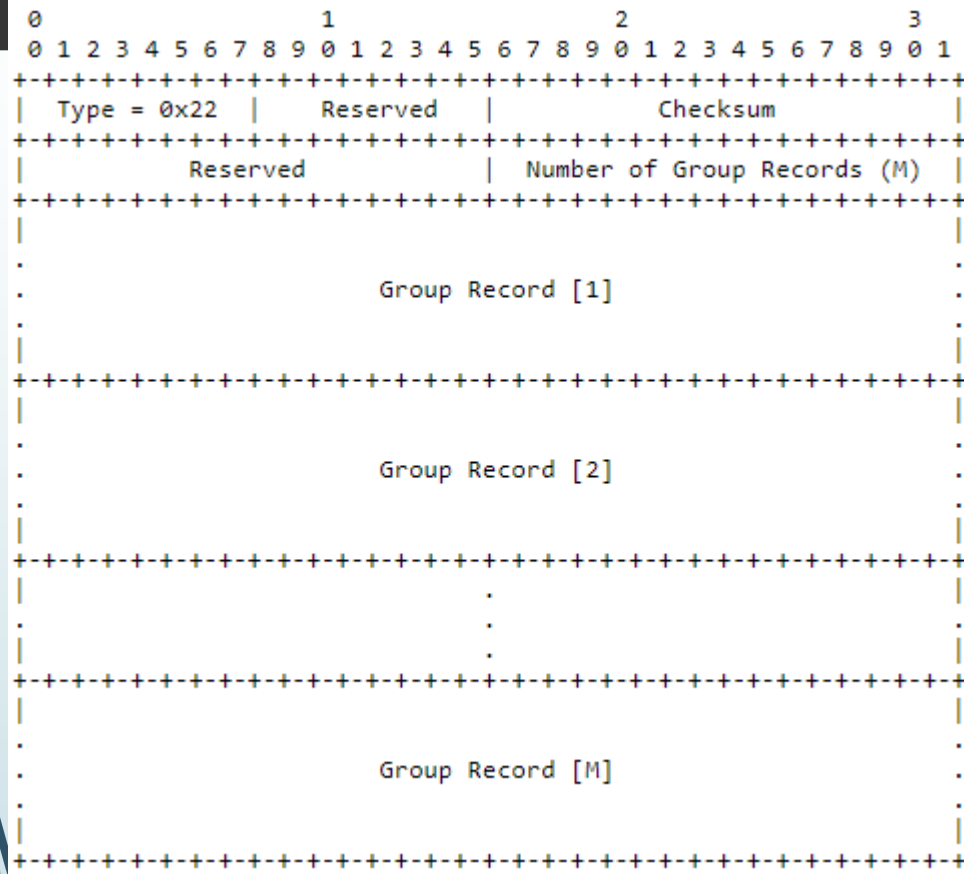 0                   1                   2                   3
 0 1 2 3 4 5 6 7 8 9 0 1 2 3 4 5 6 7 8 9 0 1 2 3 4 5 6 7 8 9 0 1
+-+-+-+-+-+-+-+-+-+-+-+-+-+-+-+-+-+-+-+-+-+-+-+-+-+-+-+-+-+-+-+-+
|  Type = 0x22  |    Reserved   |           Checksum            |
+-+-+-+-+-+-+-+-+-+-+-+-+-+-+-+-+-+-+-+-+-+-+-+-+-+-+-+-+-+-+-+-+
|           Reserved            |  Number of Group Records (M)  |
+-+-+-+-+-+-+-+-+-+-+-+-+-+-+-+-+-+-+-+-+-+-+-+-+-+-+-+-+-+-+-+-+
|                                                               |
.                                                               .
.                        Group Record [1]                       .
.                                                               .
|                                                               |
+-+-+-+-+-+-+-+-+-+-+-+-+-+-+-+-+-+-+-+-+-+-+-+-+-+-+-+-+-+-+-+-+
|                                                               |
.                                                               .
.                        Group Record [2]                       .
.                                                               .
|                                                               |
+-+-+-+-+-+-+-+-+-+-+-+-+-+-+-+-+-+-+-+-+-+-+-+-+-+-+-+-+-+-+-+-+
|                               .                               |
.                               .                               .
|                               .                               |
+-+-+-+-+-+-+-+-+-+-+-+-+-+-+-+-+-+-+-+-+-+-+-+-+-+-+-+-+-+-+-+-+
|                                                               |
.                                                               .
.                        Group Record [M]                       .
.                                                               .
|                                                               |
+-+-+-+-+-+-+-+-+-+-+-+-+-+-+-+-+-+-+-+-+-+-+-+-+-+-+-+-+-+-+-+-+